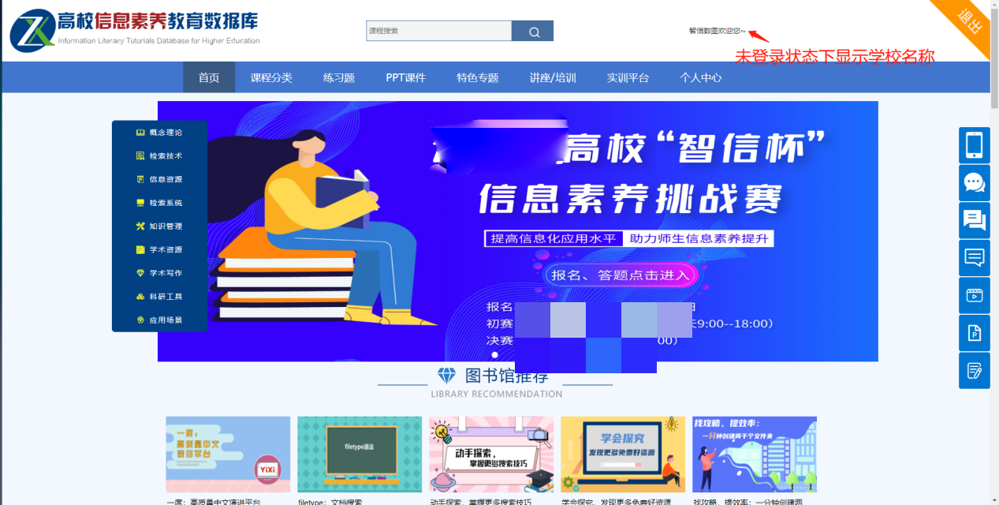 高校信息素养教育数据库
Information Literacy Tutorials Database for Higher Education
课程搜索
智信数图欢迎您~
退出
未登录状态下显示学校名称
首页 课程分类 练习题 PPT课件 特色专题 讲座/培训 实训平台 个人中心
概念理论
检索技术
信息资源
检索系统
知识管理
学术资源
学术写作
科研工具
应用场景
高校“智信杯”
信息素养挑战赛
提高信息化应用水平 助力师生信息素养提升
报名、答题点击进入
报名
初赛 9:00--18:00）
决赛 00）
图书馆推荐
LIBRARY RECOMMENDATION
一席：
高质量中文
演讲平台
YiXi
filetype语法
动手探索，
掌握更多搜索技巧
学会探究
发现更多免费好资源
找攻略，提效率：
一分钟创建两千个文件夹
一席：高质量中文演讲平台
filetype：文档搜索
动手探索，掌握更多搜索技巧
学会探究，发现更多免费好资源
找攻略，提效率：一分钟创建两